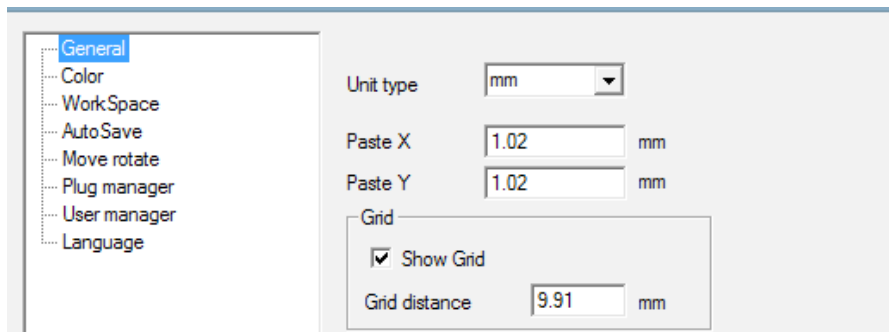 General
Color
WorkSpace
AutoSave
Move rotate
Plug manager
User manager
Language
Unit type mm
Paste X 1.02 mm
Paste Y 1.02 mm
Grid
Show Grid
Grid distance 9.91 mm